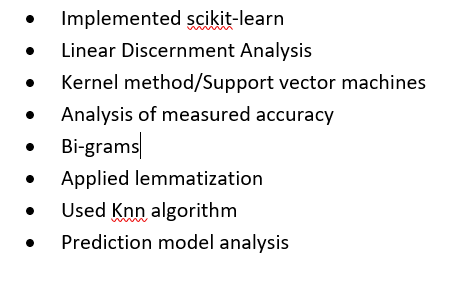 • Implemented scikit-learn
• Linear Discernment Analysis
• Kernel method/Support vector machines
• Analysis of measured accuracy
• Bi-grams
• Applied lemmatization
• Used Knn algorithm
• Prediction model analysis